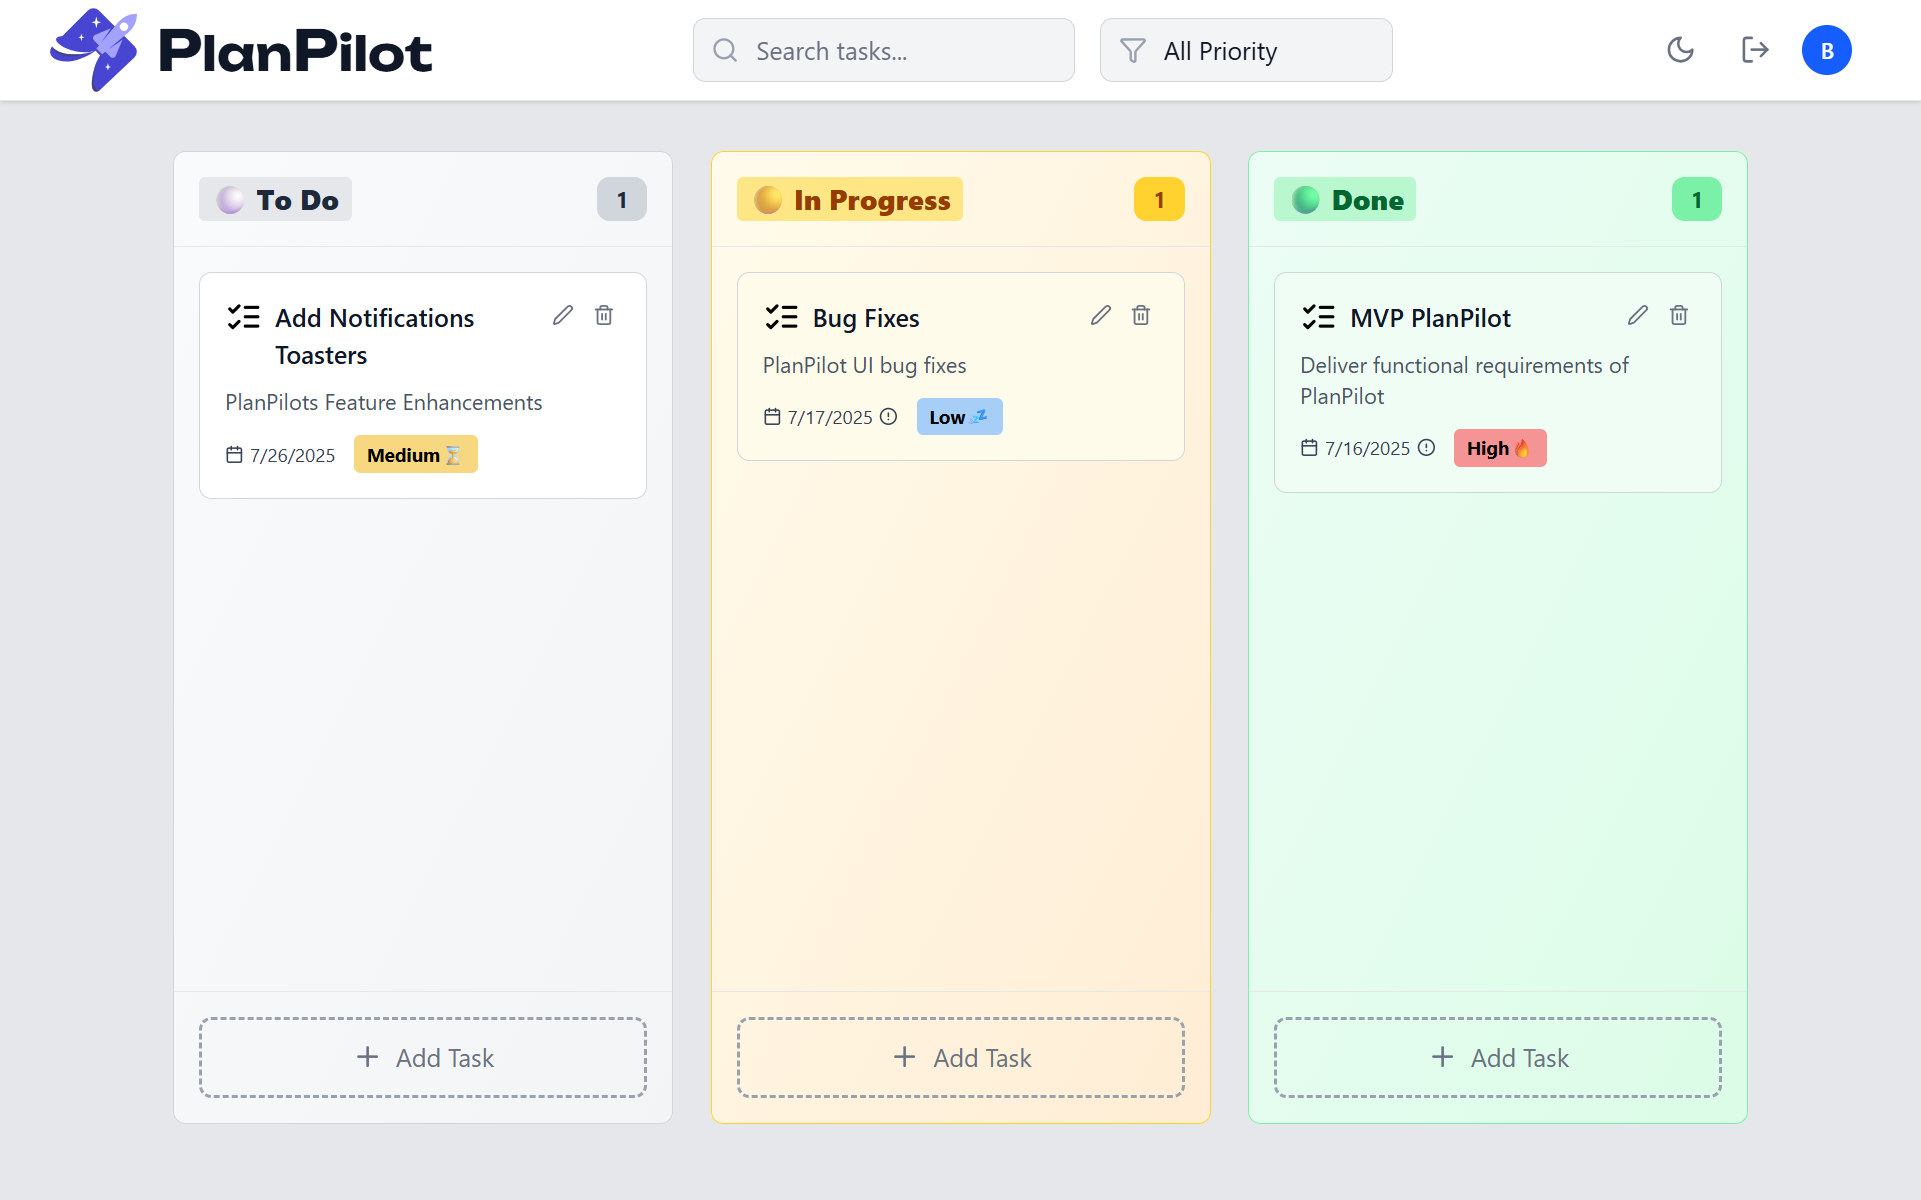 PlanPilot
Search tasks...
All Priority
B
To Do
1
Add Notifications
Toasters
PlanPilots Feature Enhancements
7/26/2025
Medium ⏳
Add Task
In Progress
1
Bug Fixes
PlanPilot UI bug fixes
7/17/2025
Low 💤
Add Task
Done
1
MVP PlanPilot
Deliver functional requirements of
PlanPilot
7/16/2025
High 🔥
Add Task